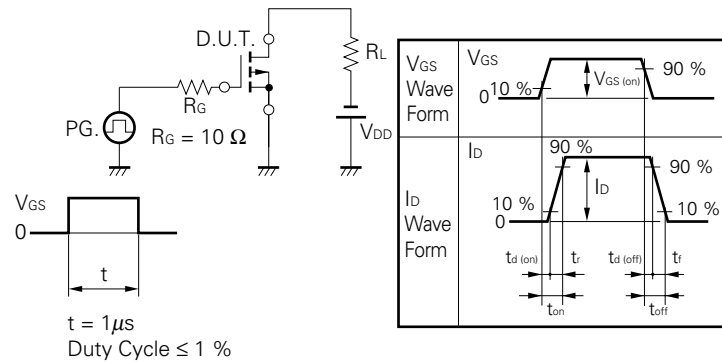 D.U.T.
RL
RG
PG.
RG = 10 Ω
VDD
VGS
0
t
t = 1μs
Duty Cycle ≤ 1 %
VGS
Wave
Form
VGS
10 %
0
VGS (on)
90 %
ID
Wave
Form
ID
90 %
90 %
ID
10 %
0
10 %
td (on)
tr
td (off)
tf
ton
toff